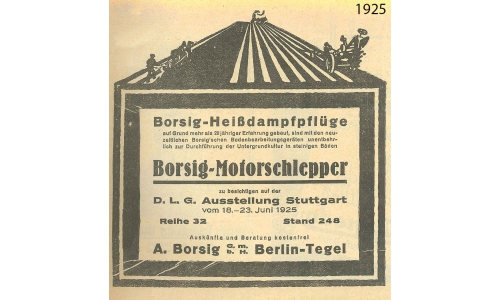 1925
Borsig-Heißdampfpflüge
auf Grund mehr als 20jähriger Erfahrung gebaut, sind mit den neu-
zeitlichen Borsig'schen Bodenbearbeitungsgeräten unentbehr-
lich zur Durchführung der Untergrundkultur in steinigen Böden
Borsig-Motorschlepper
zu besichtigen auf der
D. L. G. Ausstellung Stuttgart
vom 18.–23. Juni 1925
Reihe 32 Stand 248
Auskünfte und Beratung kostenfrei
A. Borsig G. m. b. H. Berlin-Tegel